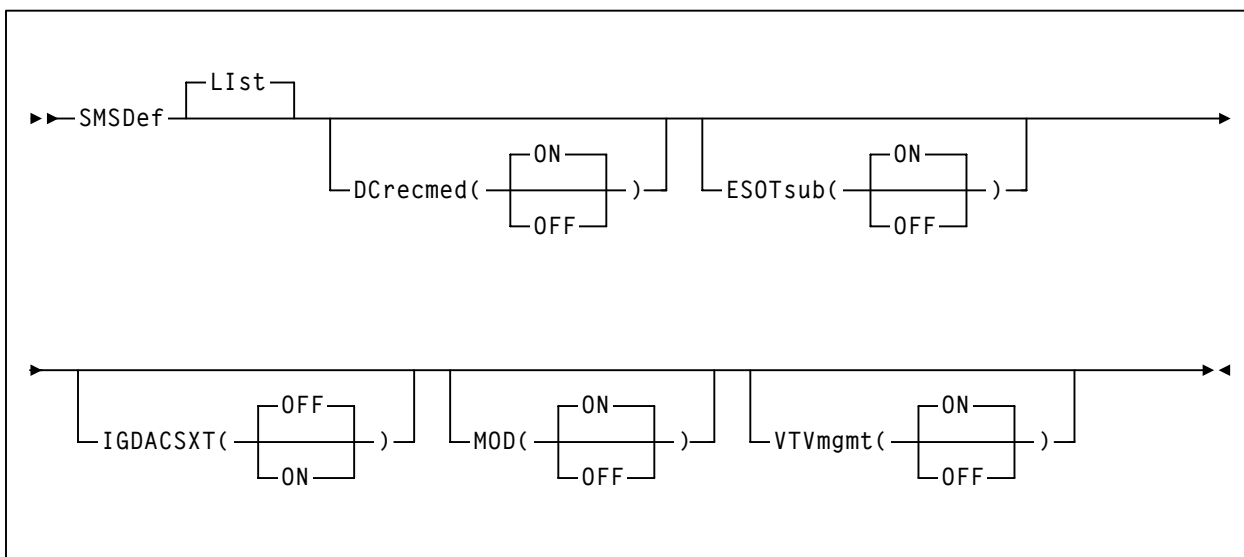 LIst
SMSDef
ON
ON
DCrecmed( )
ESOTsub( )
OFF
OFF
OFF
ON
ON
IGDACSXT( )
MOD( )
VTVmgmt( )
ON
OFF
OFF